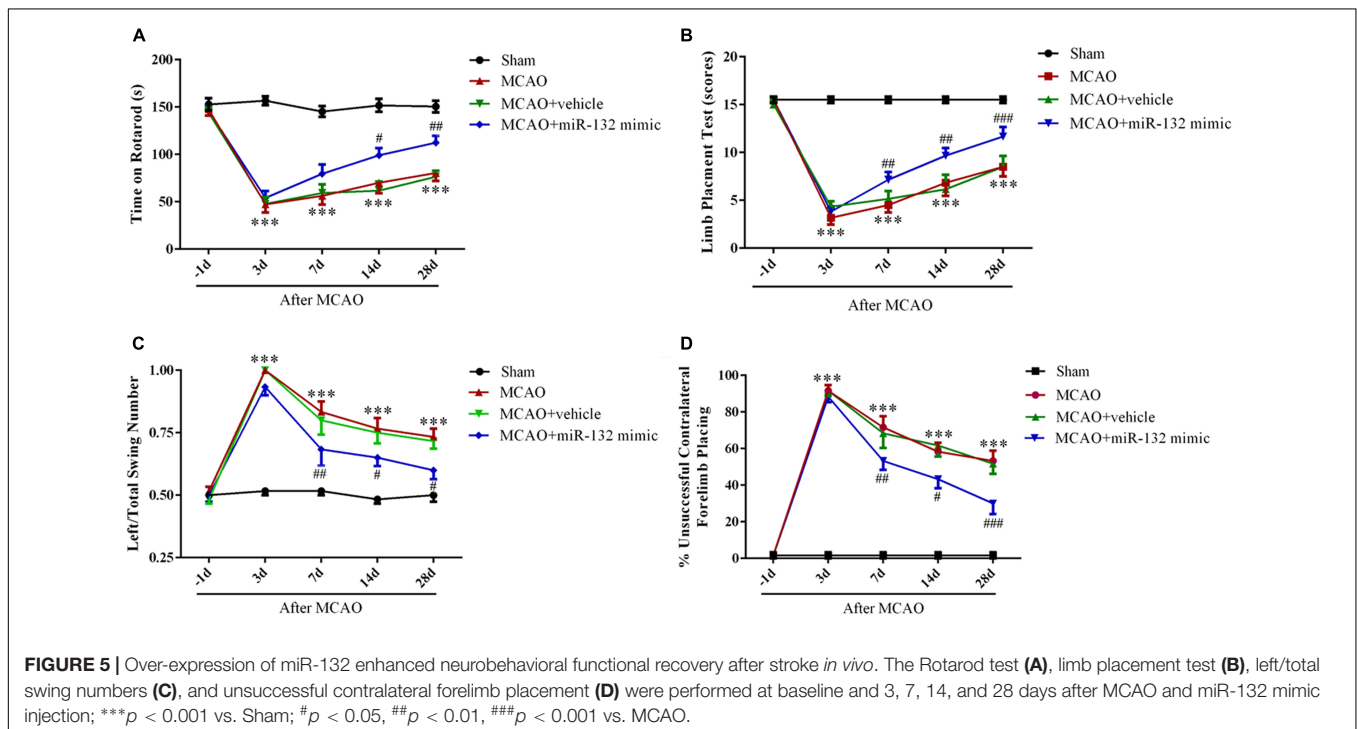 A
Time on Rotarod (s)
200
150
100
50
0
#
##
***
***
***
***
-1d
3d
7d
14d
28d
After MCAO
Sham
MCAO
MCAO+vehicle
MCAO+miR-132 mimic
B
Limb Placment Test (scores)
20
15
10
5
0
##
##
###
***
***
***
***
-1d
3d
7d
14d
28d
After MCAO
Sham
MCAO
MCAO+vehicle
MCAO+miR-132 mimic
C
Left/Total Swing Number
1.00
0.75
0.50
0.25
***
***
***
***
##
#
#
-1d
3d
7d
14d
28d
After MCAO
Sham
MCAO
MCAO+vehicle
MCAO+miR-132 mimic
D
% Unsuccessful Contralateral
Forelimb Placing
100
80
60
40
20
0
***
***
***
***
##
#
###
-1d
3d
7d
14d
28d
After MCAO
Sham
MCAO
MCAO+vehicle
MCAO+miR-132 mimic
FIGURE 5 | Over-expression of miR-132 enhanced neurobehavioral functional recovery after stroke in vivo. The Rotarod test (A), limb placement test (B), left/total
swing numbers (C), and unsuccessful contralateral forelimb placement (D) were performed at baseline and 3, 7, 14, and 28 days after MCAO and miR-132 mimic
injection; ***p < 0.001 vs. Sham; #p < 0.05, ##p < 0.01, ###p < 0.001 vs. MCAO.